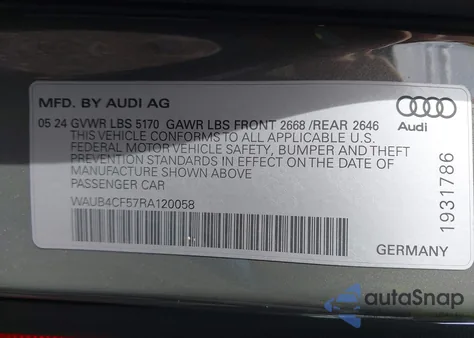 MFD. BY AUDI AG
05 24 GVWR LBS 5170 GAWR LBS FRONT 2668 /REAR 2646
THIS VEHICLE CONFORMS TO ALL APPLICABLE U.S.
FEDERAL MOTOR VEHICLE SAFETY, BUMPER AND THEFT
PREVENTION STANDARDS IN EFFECT ON THE DATE OF
MANUFACTURE SHOWN ABOVE
PASSENGER CAR
WAUB4CF57RA120058
Audi
1931786
GERMANY
autaSnap